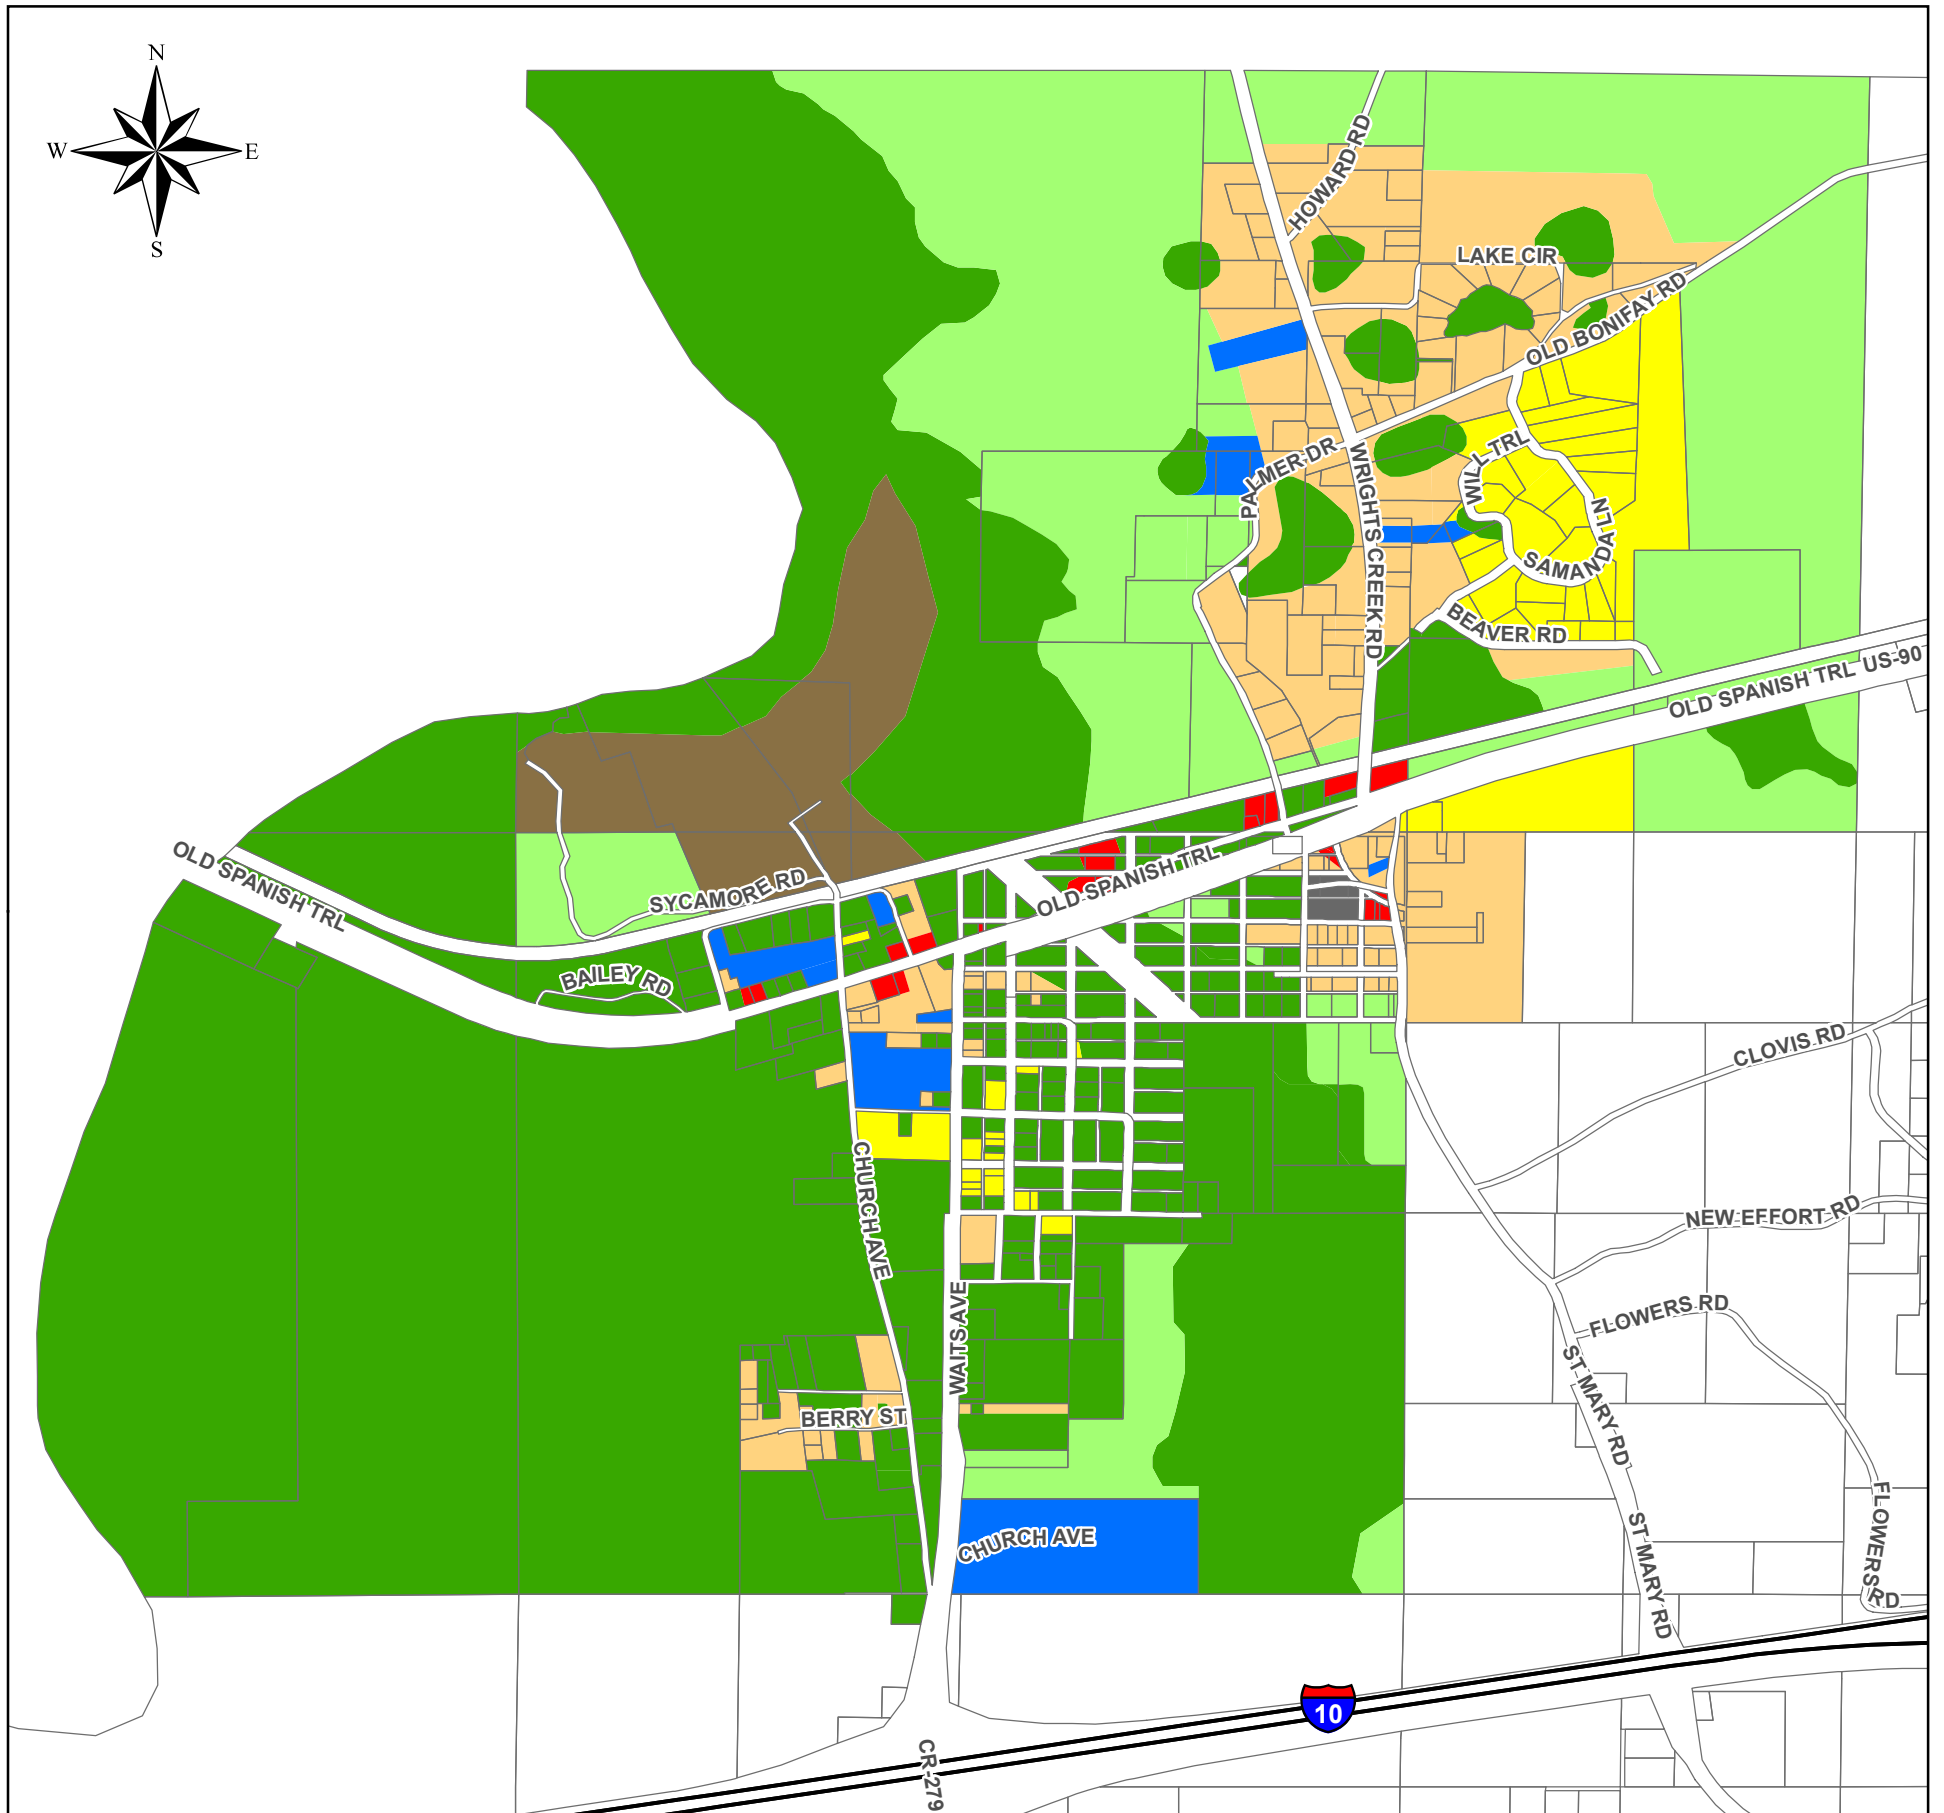 N
W
E
S
HOWARD RD
LAKE CIR
OLD BONIFAY RD
WILL TRL
PALMER DR
WRIGHTS CREEK RD
SAMANDA LN
BEAVER RD
OLD SPANISH TRL US-90
OLD SPANISH TRL
SYCAMORE RD
OLD SPANISH TRL
BAILEY RD
CLOVIS RD
CHURCH AVE
NEW EFFORT RD
WAITS AVE
FLOWERS RD
ST MARY RD
BERRY ST
CHURCH AVE
ST MARY RD
FLOWERS RD
10
CR-279